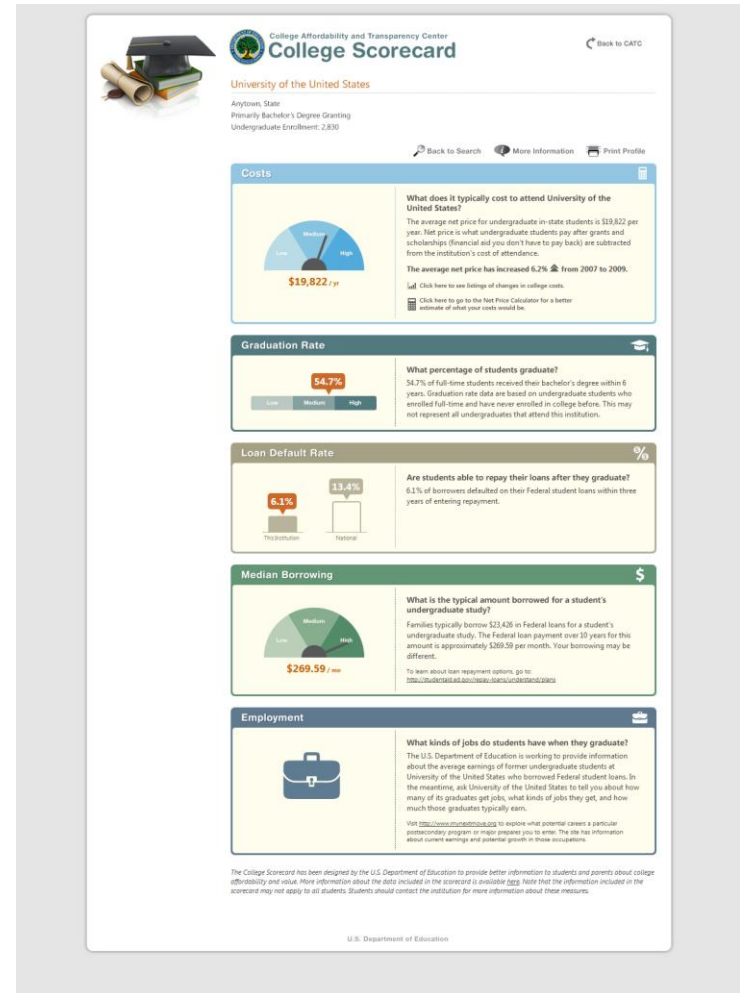 College Affordability and Transparency Center
College Scorecard
Back to CATC
University of the United States
Anytown, State
Primarily Bachelor's Degree Granting
Undergraduate Enrollment: 2,830
Back to Search
More Information
Print Profile
Costs
Low
Medium
High
$19,822 / yr
What does it typically cost to attend University of the
United States?
The average net price for undergraduate in-state students is $19,822 per
year. Net price is what undergraduate students pay after grants and
scholarships (financial aid you don't have to pay back) are subtracted
from the institution's cost of attendance.
The average net price has increased 6.2% from 2007 to 2009.
Click here to see listings of changes in college costs.
Click here to go to the Net Price Calculator for a better
estimate of what your costs would be.
Graduation Rate
54.7%
Low
Medium
High
What percentage of students graduate?
54.7% of full-time students received their bachelor's degree within 6
years. Graduation rate data are based on undergraduate students who
enrolled full-time and have never enrolled in college before. This may
not represent all undergraduates that attend this institution.
Loan Default Rate
%
6.1%
This Institution
13.4%
National
Are students able to repay their loans after they graduate?
6.1% of borrowers defaulted on their Federal student loans within three
years of entering repayment.
Median Borrowing
$
Low
Medium
High
$269.59 / mo
What is the typical amount borrowed for a student's
undergraduate study?
Families typically borrow $23,426 in Federal loans for a student's
undergraduate study. The Federal loan payment over 10 years for this
amount is approximately $269.59 per month. Your borrowing may be
different.
To learn about loan repayment options, go to:
http://studentaid.ed.gov/repay-loans/understand/plans
Employment
What kinds of jobs do students have when they graduate?
The U.S. Department of Education is working to provide information
about the average earnings of former undergraduate students at
University of the United States who borrowed Federal student loans. In
the meantime, ask University of the United States to tell you about how
many of its graduates get jobs, what kinds of jobs they get, and how
much those graduates typically earn.
Visit http://www.mynextmove.org to explore what potential careers a particular
postsecondary program or major prepares you to enter. The site has information
about current earnings and potential growth in those occupations.
The College Scorecard has been designed by the U.S. Department of Education to provide better information to students and parents about college
affordability and value. More information about the data included in the scorecard is available here. Note that the information included in the
scorecard may not apply to all students. Students should contact the institution for more information about these measures.
U.S. Department of Education